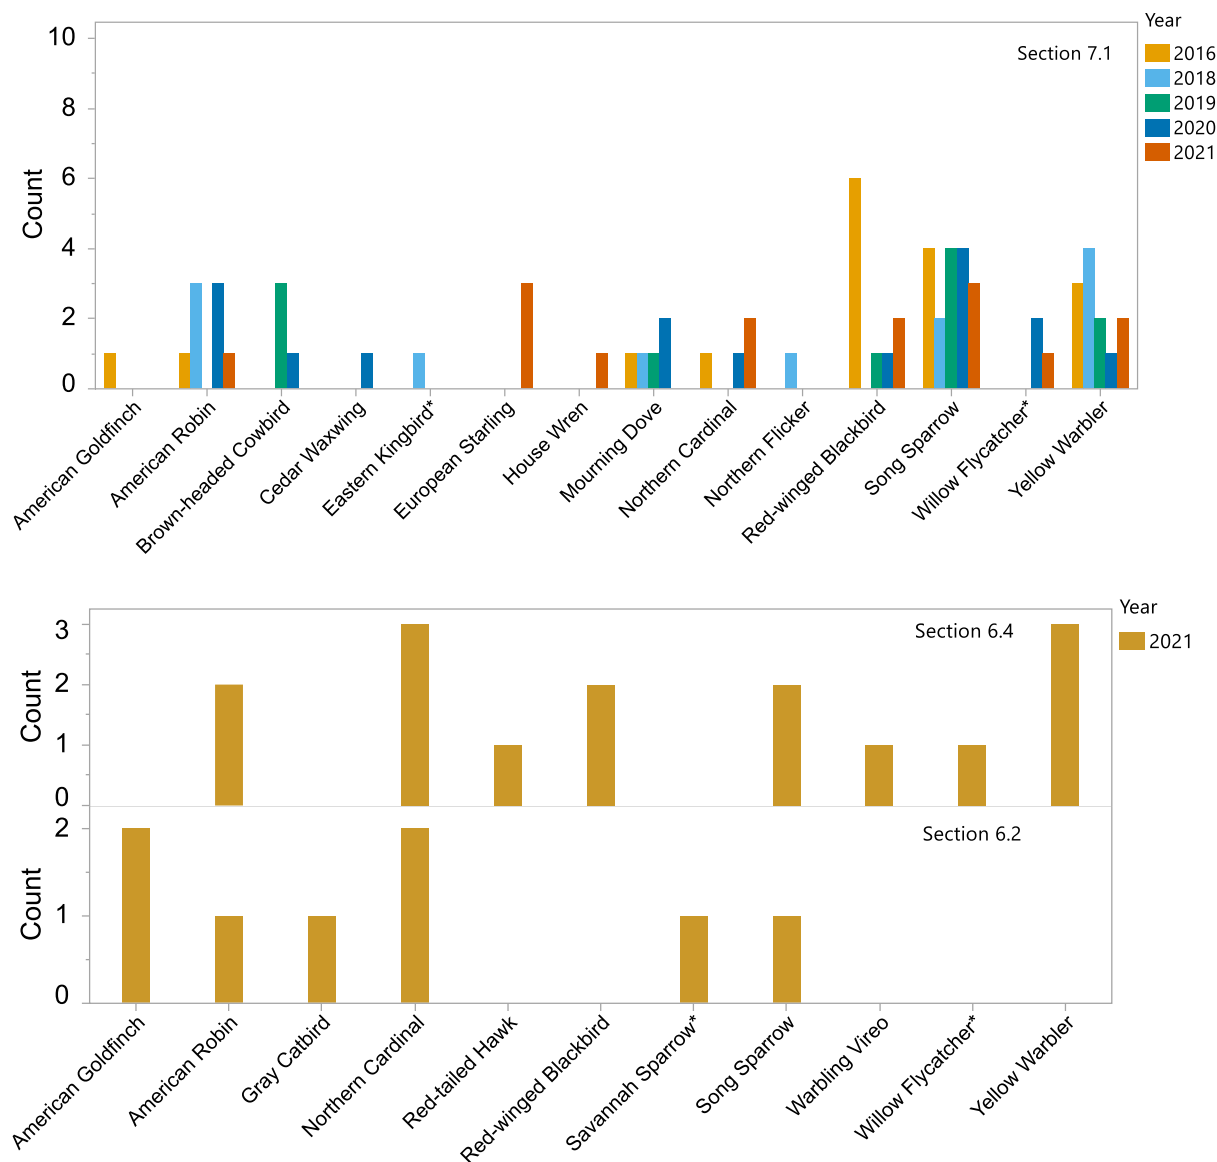 Year
10
Section 7.1
2016
2018
2019
2020
2021
8
6
4
2
0
Count
American Goldfinch
American Robin
Brown-headed Cowbird
Cedar Waxwing
Eastern Kingbird*
European Starling
House Wren
Mourning Dove
Northern Cardinal
Northern Flicker
Red-winged Blackbird
Song Sparrow
Willow Flycatcher*
Yellow Warbler
Year
2021
Section 6.4
3
2
1
0
Count
Section 6.2
2
1
0
Count
American Goldfinch
American Robin
Gray Catbird
Northern Cardinal
Red-tailed Hawk
Red-winged Blackbird
Savannah Sparrow*
Song Sparrow
Warbling Vireo
Willow Flycatcher*
Yellow Warbler